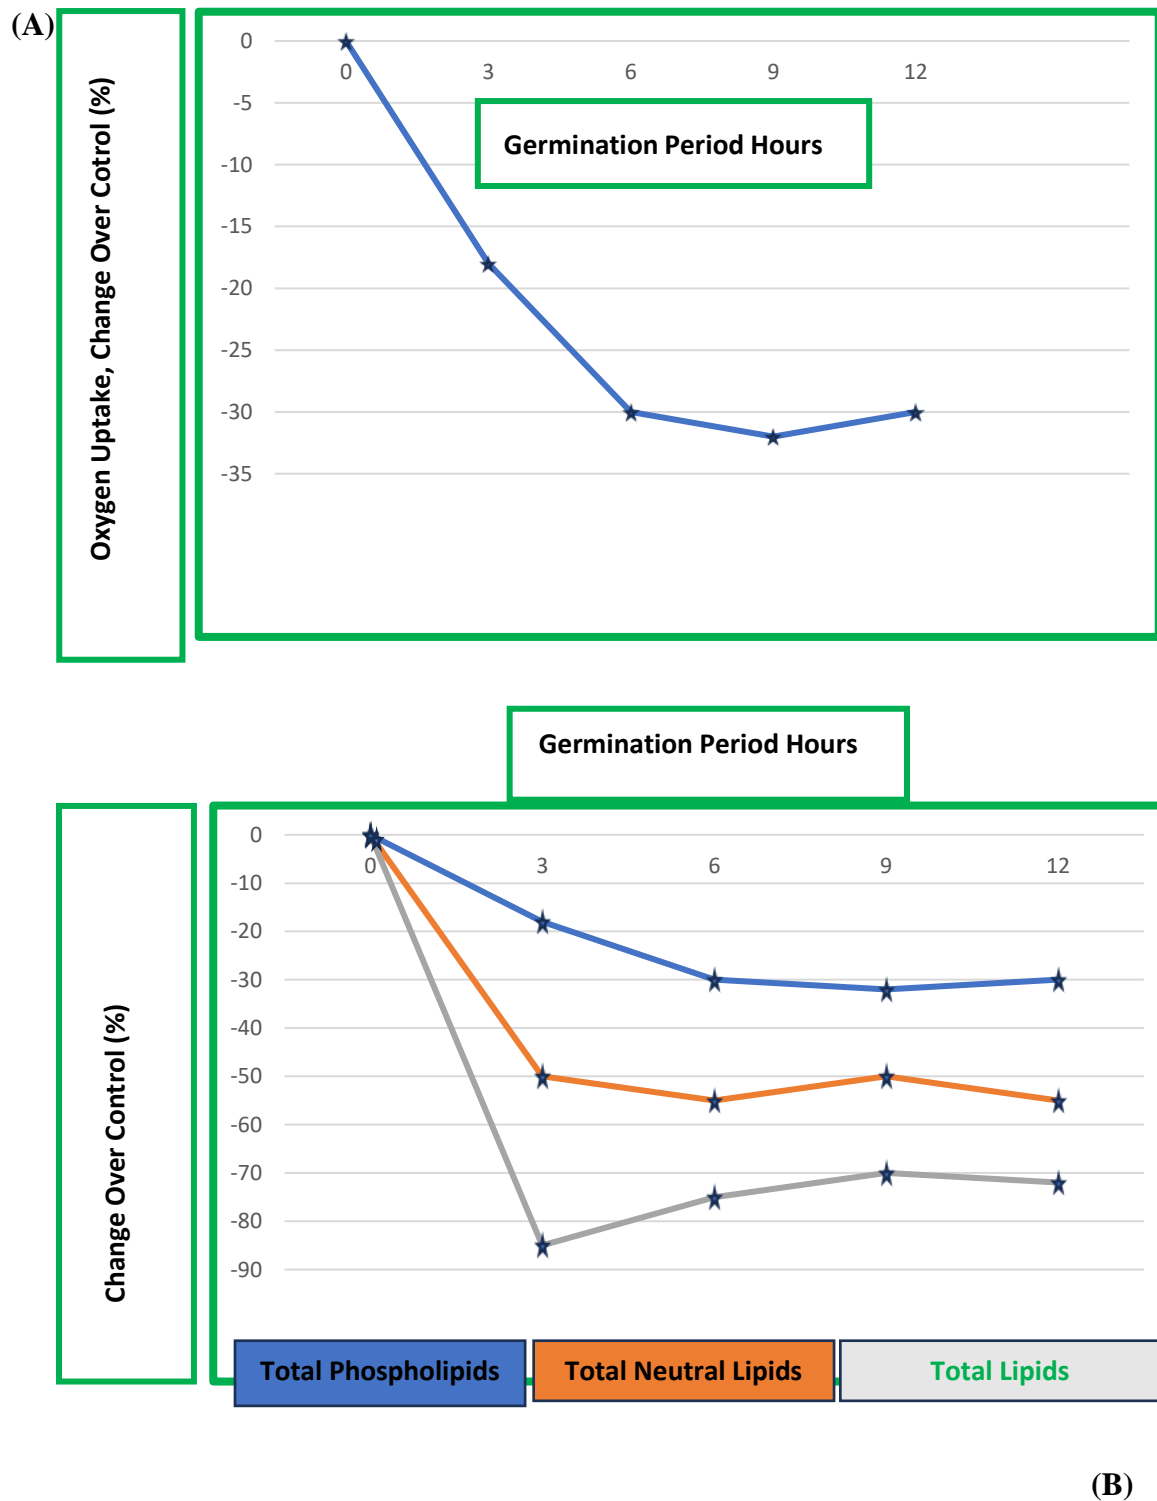 (A)
Oxygen Uptake, Change Over Cotrol (%)
0
0 3 6 9 12
-5
Germination Period Hours
-10
-15
-20
-25
-30
-35
Germination Period Hours
Change Over Control (%)
0
0 3 6 9 12
-10
-20
-30
-40
-50
-60
-70
-80
-90
Total Phospholipids
Total Neutral Lipids
Total Lipids
(B)